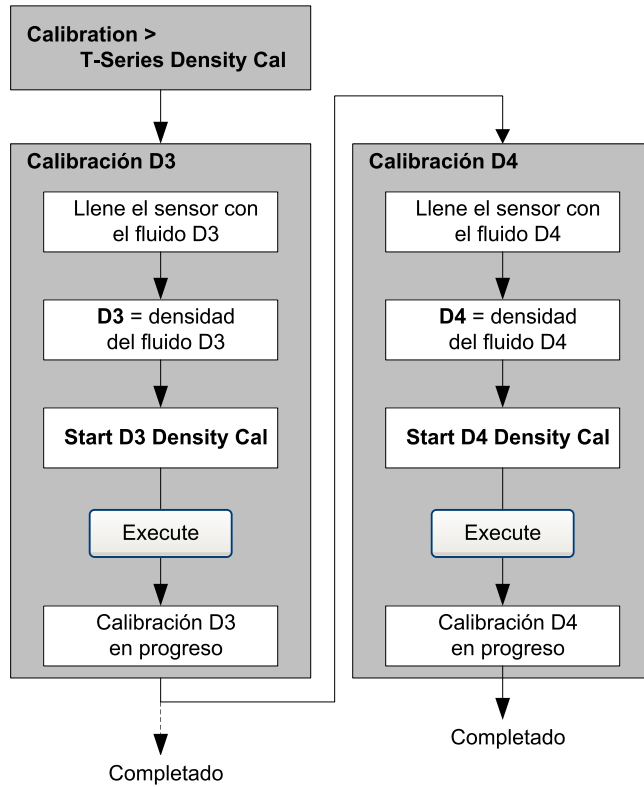 Calibration >
T-Series Density Cal
Calibración D3
Llene el sensor con
el fluido D3
D3 = densidad
del fluido D3
Start D3 Density Cal
Execute
Calibración D3
en progreso
Completado
Calibración D4
Llene el sensor con
el fluido D4
D4 = densidad
del fluido D4
Start D4 Density Cal
Execute
Calibración D4
en progreso
Completado